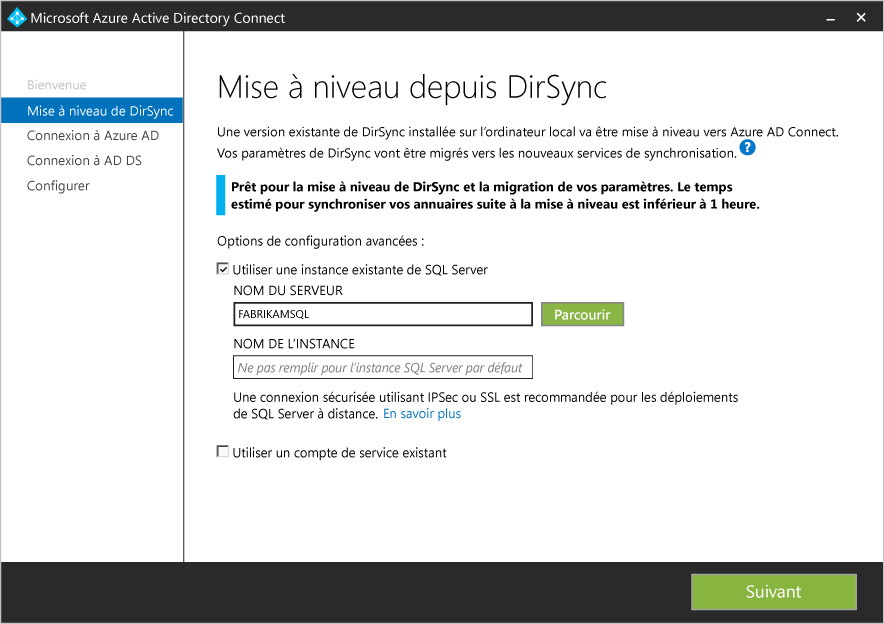 Microsoft Azure Active Directory Connect
Bienvenue
Mise à niveau de DirSync
Connexion à Azure AD
Connexion à AD DS
Configurer
Mise à niveau depuis DirSync
Une version existante de DirSync installée sur l'ordinateur local va être mise à niveau vers Azure AD Connect.
Vos paramètres de DirSync vont être migrés vers les nouveaux services de synchronisation. ?
Prêt pour la mise à niveau de DirSync et la migration de vos paramètres. Le temps
estimé pour synchroniser vos annuaires suite à la mise à niveau est inférieur à 1 heure.
Options de configuration avancées :
Utiliser une instance existante de SQL Server
NOM DU SERVEUR
FABRIKAMSQL
Parcourir
NOM DE L'INSTANCE
Ne pas remplir pour l'instance SQL Server par défaut
Une connexion sécurisée utilisant IPSec ou SSL est recommandée pour les déploiements
de SQL Server à distance. En savoir plus
Utiliser un compte de service existant
Suivant